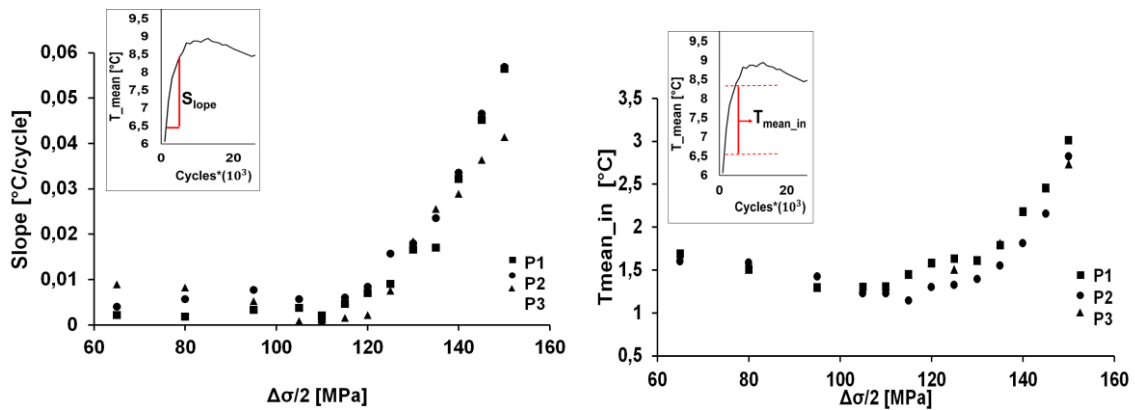 Slope [°C/cycle]
0,06
0,05
0,04
0,03
0,02
0,01
0
60 80 100 120 140 160
Δσ/2 [MPa]
P1
P2
P3
T_mean [°C]
9,5
9
8,5
8
7,5
7
6,5
6
0 20
Cycles*(10³)
Slope
Tmean_in [°C]
3,5
3
2,5
2
1,5
1
0,5
60 80 100 120 140 160
Δσ/2 [MPa]
P1
P2
P3
T_mean [°C]
9,5
9
8,5
8
7,5
7
6,5
6
0 20
Cycles*(10³)
Tmean_in